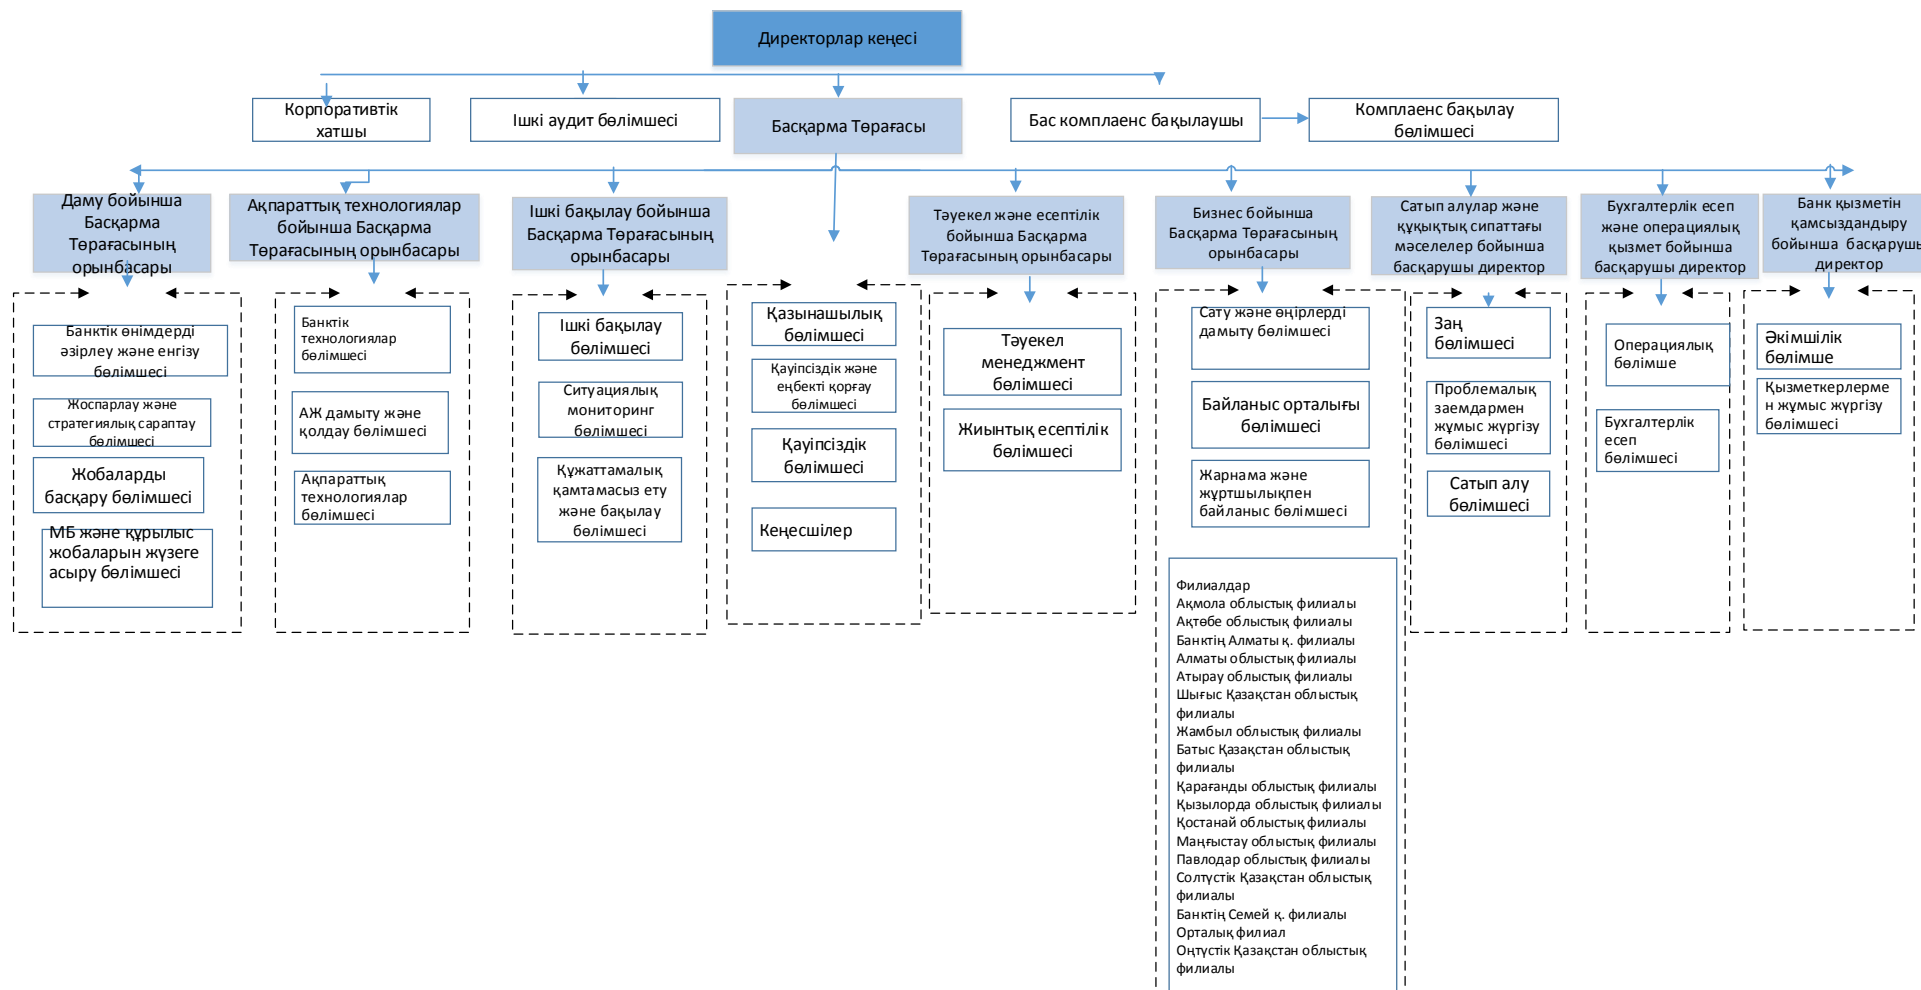 Директорлар кеңесі
Корпоративтік
хатшы
Ішкі аудит бөлімшесі
Басқарма Төрағасы
Бас комплаенс бақылаушы
Комплаенс бақылау
бөлімшесі
Даму бойынша
Басқарма
Төрағасының
орынбасары
Ақпараттық технологиялар
бойынша Басқарма
Төрағасының орынбасары
Ішкі бақылау бойынша
Басқарма Төрағасының
орынбасары
Тәуекел және есептілік
бойынша Басқарма
Төрағасының орынбасары
Бизнес бойынша
Басқарма Төрағасының
орынбасары
Сатып алулар және
құқықтық сипаттағы
мәселелер бойынша
басқарушы директор
Бухгалтерлік есеп
және операциялық
қызмет бойынша
басқарушы директор
Банк қызметін
қамсыздандыру
бойынша басқарушы
директор
Банктік өнімдерді
әзірлеу және енгізу
бөлімшесі
Жоспарлау және
стратегиялық сараптау
бөлімшесі
Жобаларды
басқару бөлімшесі
МБ және құрылыс
жобаларын жүзеге
асыру бөлімшесі
Банктік
технологиялар
бөлімшесі
АЖ дамыту және
қолдау бөлімшесі
Ақпараттық
технологиялар
бөлімшесі
Ішкі бақылау
бөлімшесі
Ситуациялық
мониторинг
бөлімшесі
Құжаттамалық
қамтамасыз ету
және бақылау
бөлімшесі
Қазынашылық
бөлімшесі
Қауіпсіздік және
еңбекті қорғау
бөлімшесі
Қауіпсіздік
бөлімшесі
Кеңесшілер
Тәуекел
менеджмент
бөлімшесі
Жиынтық есептілік
бөлімшесі
Сату және өңірлерді
дамыту бөлімшесі
Байланыс орталығы
бөлімшесі
Жарнама және
жұртшылықпен
байланыс бөлімшесі
Филиалдар
Ақмола облыстық филиалы
Ақтөбе облыстық филиалы
Банктің Алматы қ. филиалы
Алматы облыстық филиалы
Атырау облыстық филиалы
Шығыс Қазақстан облыстық
филиалы
Жамбыл облыстық филиалы
Батыс Қазақстан облыстық
филиалы
Қарағанды облыстық филиалы
Қызылорда облыстық филиалы
Қостанай облыстық филиалы
Маңғыстау облыстық филиалы
Павлодар облыстық филиалы
Солтүстік Қазақстан облыстық
филиалы
Банктің Семей қ. филиалы
Орталық филиал
Оңтүстік Қазақстан облыстық
филиалы
Заң
бөлімшесі
Проблемалық
заемдармен
жұмыс жүргізу
бөлімшесі
Сатып алу
бөлімшесі
Операциялық
бөлімше
Бухгалтерлік
есеп
бөлімшесі
Әкімшілік
бөлімше
Қызметкерлерме
н жұмыс жүргізу
бөлімшесі